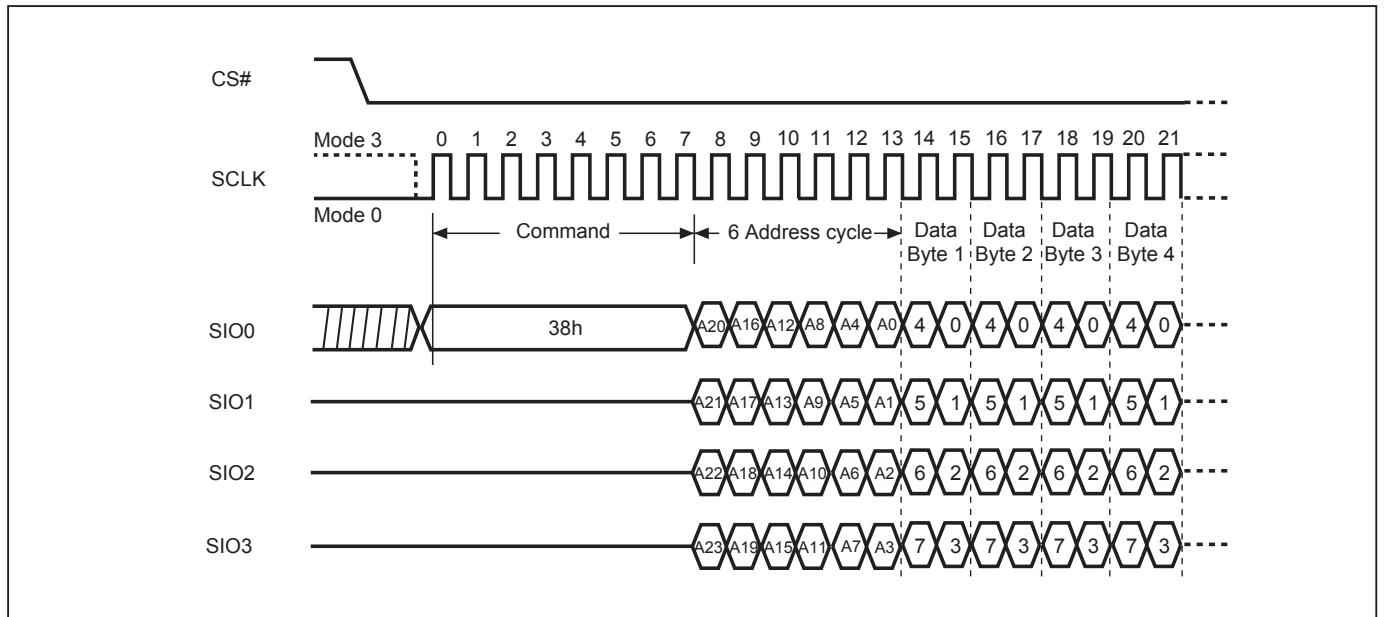 CS#
Mode 3
0 1 2 3 4 5 6 7 8 9 10 11 12 13 14 15 16 17 18 19 20 21
SCLK
Mode 0
Command
6 Address cycle
Data Byte 1
Data Byte 2
Data Byte 3
Data Byte 4
SIO0
38h
A20 A16 A12 A8 A4 A0 4 0 4 0 4 0 4 0
SIO1
A21 A17 A13 A9 A5 A1 5 1 5 1 5 1 5 1
SIO2
A22 A18 A14 A10 A6 A2 6 2 6 2 6 2 6 2
SIO3
A23 A19 A15 A11 A7 A3 7 3 7 3 7 3 7 3